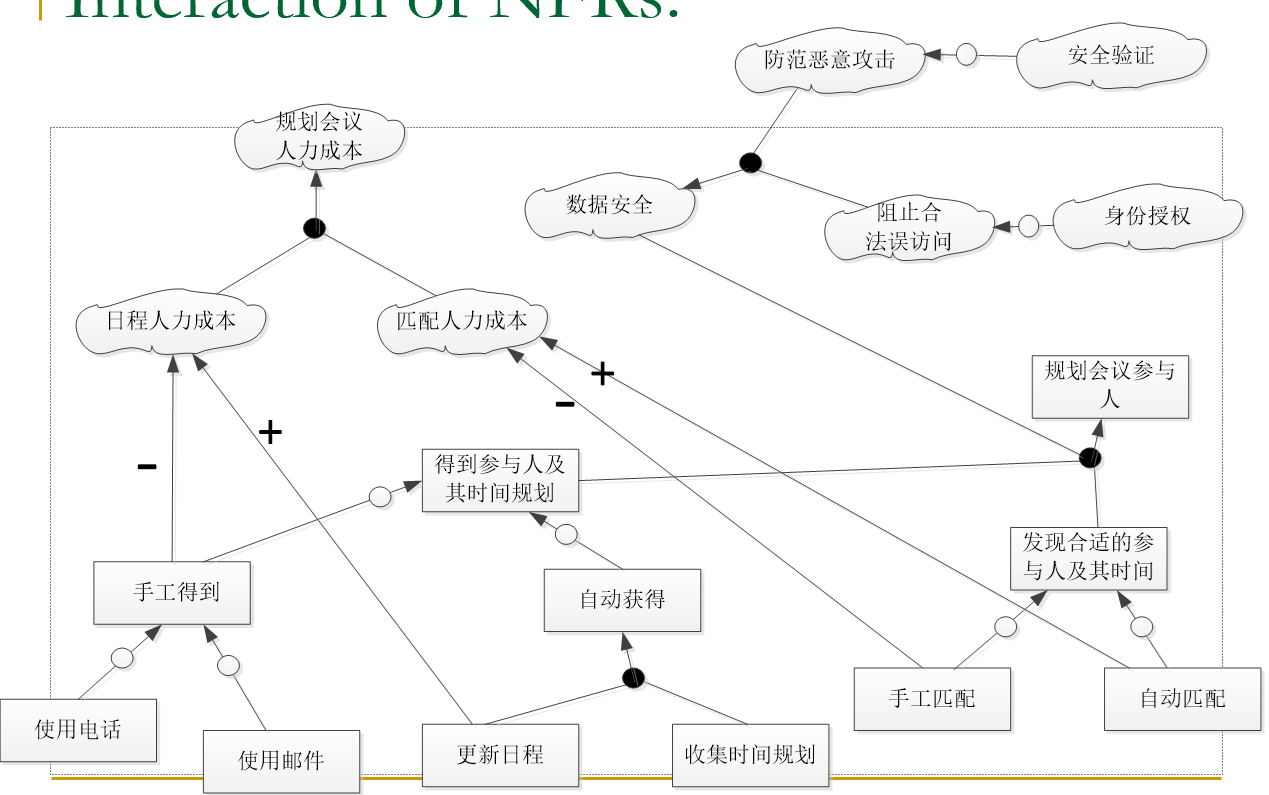 Interaction of NFRs:
防范恶意攻击
安全验证
规划会议
人力成本
数据安全
阻止合
法误访问
身份授权
日程人力成本
匹配人力成本
规划会议参与
人
+
−
+
−
得到参与人及
其时间规划
发现合适的参
与人及其时间
手工得到
自动获得
手工匹配
自动匹配
使用电话
使用邮件
更新日程
收集时间规划